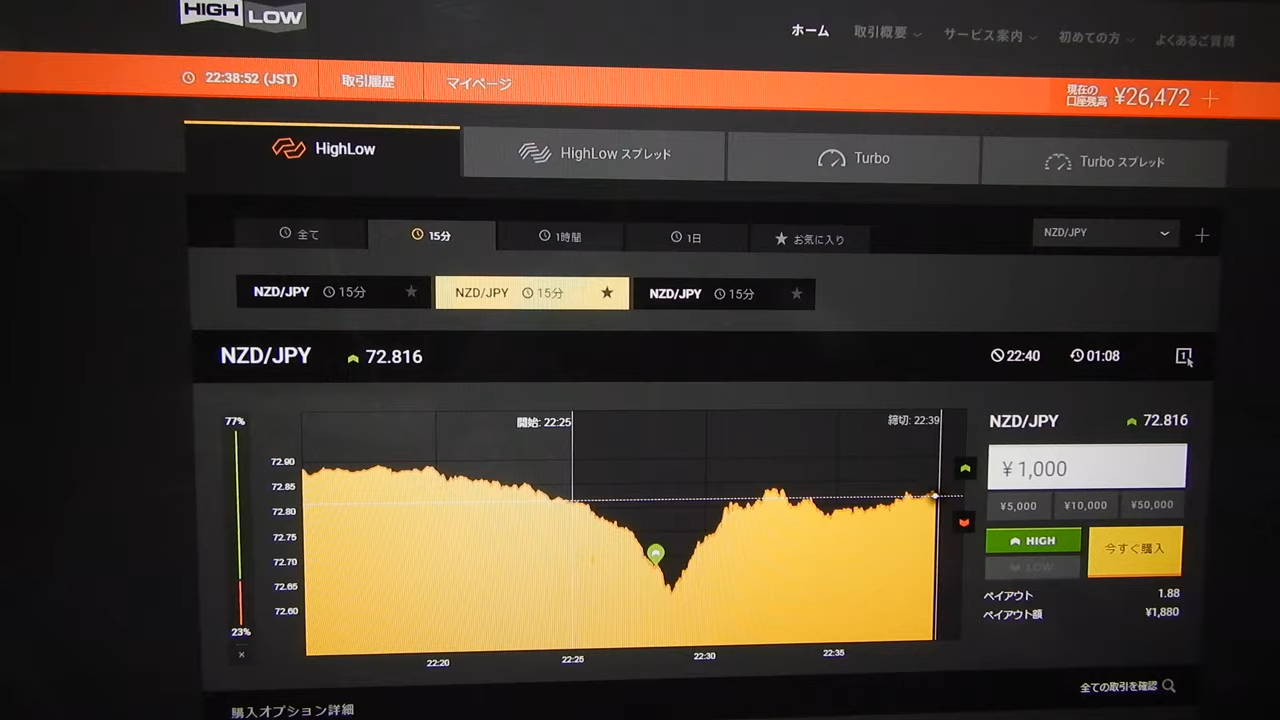 HIGH LOW
ホーム 取引概要 サービス案内 初めての方 よくあるご質問
22:38:52 (JST) 取引履歴 マイページ 現在の口座残高 ¥26,472
HighLow HighLow スプレッド Turbo Turbo スプレッド
全て 15分 1時間 1日 お気に入り NZD/JPY
NZD/JPY 15分 NZD/JPY 15分 NZD/JPY 15分
NZD/JPY 72.816 22:40 01:08 1
77% 開始: 22:25 締切: 22:39 NZD/JPY 72.816
72.90
72.85 ¥ 1,000
72.80 ¥5,000 ¥10,000 ¥50,000
72.75 HIGH 今すぐ購入
72.70 LOW
72.65 ペイアウト 1.88
72.60 ペイアウト額 ¥1,880
23%
22:20 22:25 22:30 22:35
全ての取引を確認
購入オプション詳細